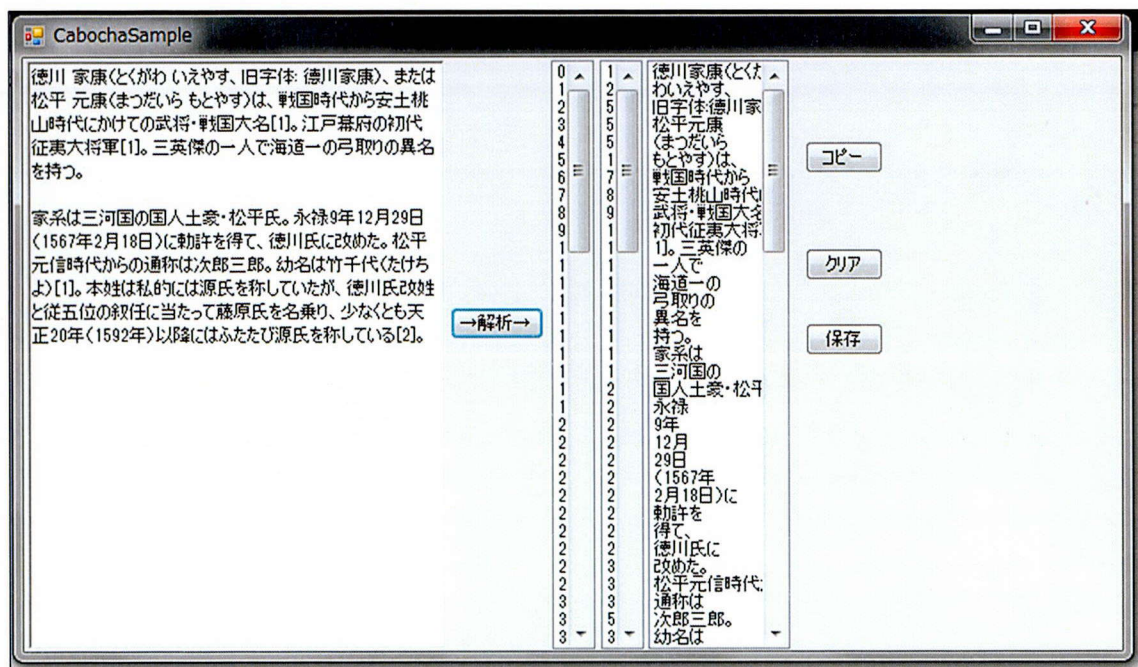 CabochaSample
徳川 家康(とくがわ いえやす、旧字体: 德川家康)、または
松平 元康(まつだいら もとやす)は、戦国時代から安土桃
山時代にかけての武将・戦国大名[1]。江戸幕府の初代
征夷大将軍[1]。三英傑の一人で海道一の弓取りの異名
を持つ。
家系は三河国の国人土豪・松平氏。永禄9年12月29日
(1567年2月18日)に勅許を得て、徳川氏に改めた。松平
元信時代からの通称は次郎三郎。幼名は竹千代(たけち
よ)[1]。本姓は私的には源氏を称していたが、徳川氏改姓
と従五位の叙任に当たって藤原氏を名乗り、少なくとも天
正20年(1592年)以降にはふたたび源氏を称している[2]。
→解析→
0
1
2
3
4
5
6
7
8
9
1
1
1
1
1
1
1
1
1
1
2
2
2
2
2
2
2
2
2
2
3
3
3
1
2
5
5
5
1
7
8
9
1
1
1
1
1
1
1
1
1
2
2
2
2
2
2
2
2
2
2
2
3
3
5
3
徳川家康(とく
わいえやす、
旧字体:德川家
松平元康
(まつだいら
もとやす)は、
戦国時代から
安土桃山時代
武将・戦国大名
初代征夷大将
1]。三英傑の
一人で
海道一の
弓取りの
異名を
持つ。
家系は
三河国の
国人土豪・松平
永禄
9年
12月
29日
(1567年
2月18日)に
勅許を
得て、
徳川氏に
改めた。
松平元信時代
通称は
次郎三郎。
幼名は
コピー
クリア
保存